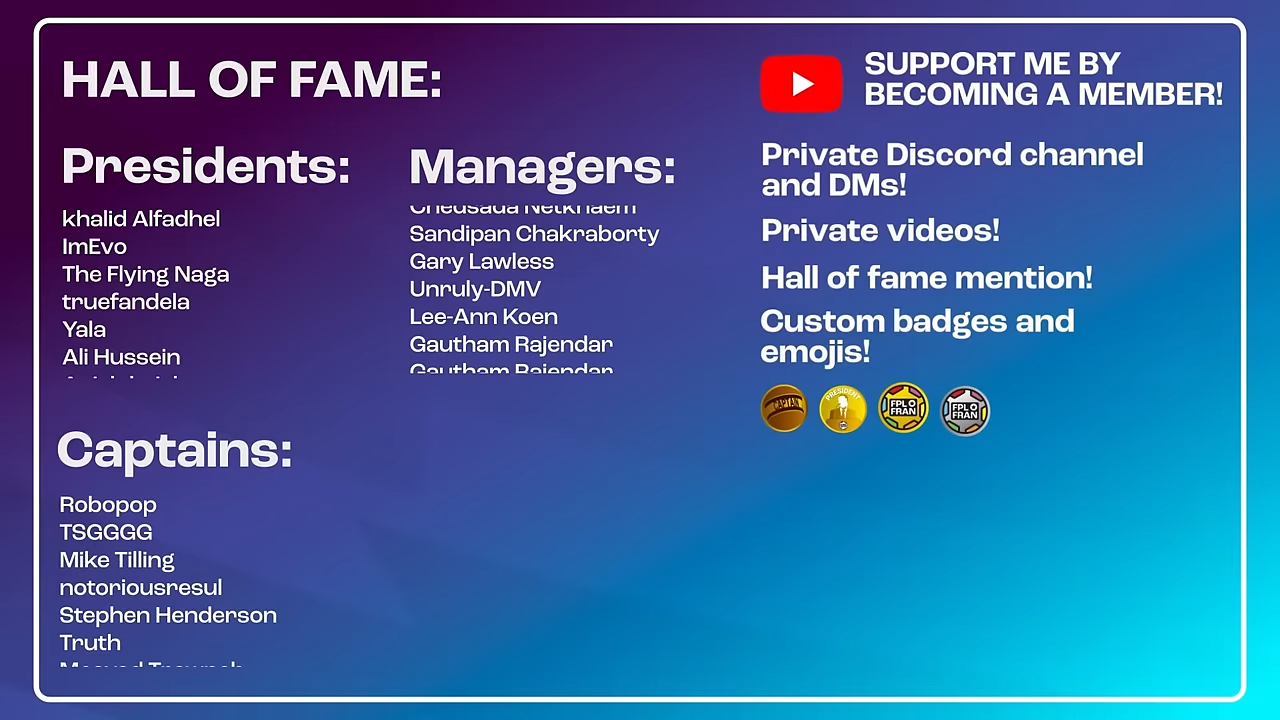 HALL OF FAME:
Presidents:
khalid Alfadhel
ImEvo
The Flying Naga
truefandela
Yala
Ali Hussein
Managers:
Sandipan Chakraborty
Gary Lawless
Unruly-DMV
Lee-Ann Koen
Gautham Rajendar
Gautham Rajendar
Captains:
Robopop
TSGGGG
Mike Tilling
notoriousresul
Stephen Henderson
Truth
SUPPORT ME BY
BECOMING A MEMBER!
Private Discord channel
and DMs!
Private videos!
Hall of fame mention!
Custom badges and
emojis!
CAPTAIN
PRESIDENT
FPL
FRAN
FPL
FRAN